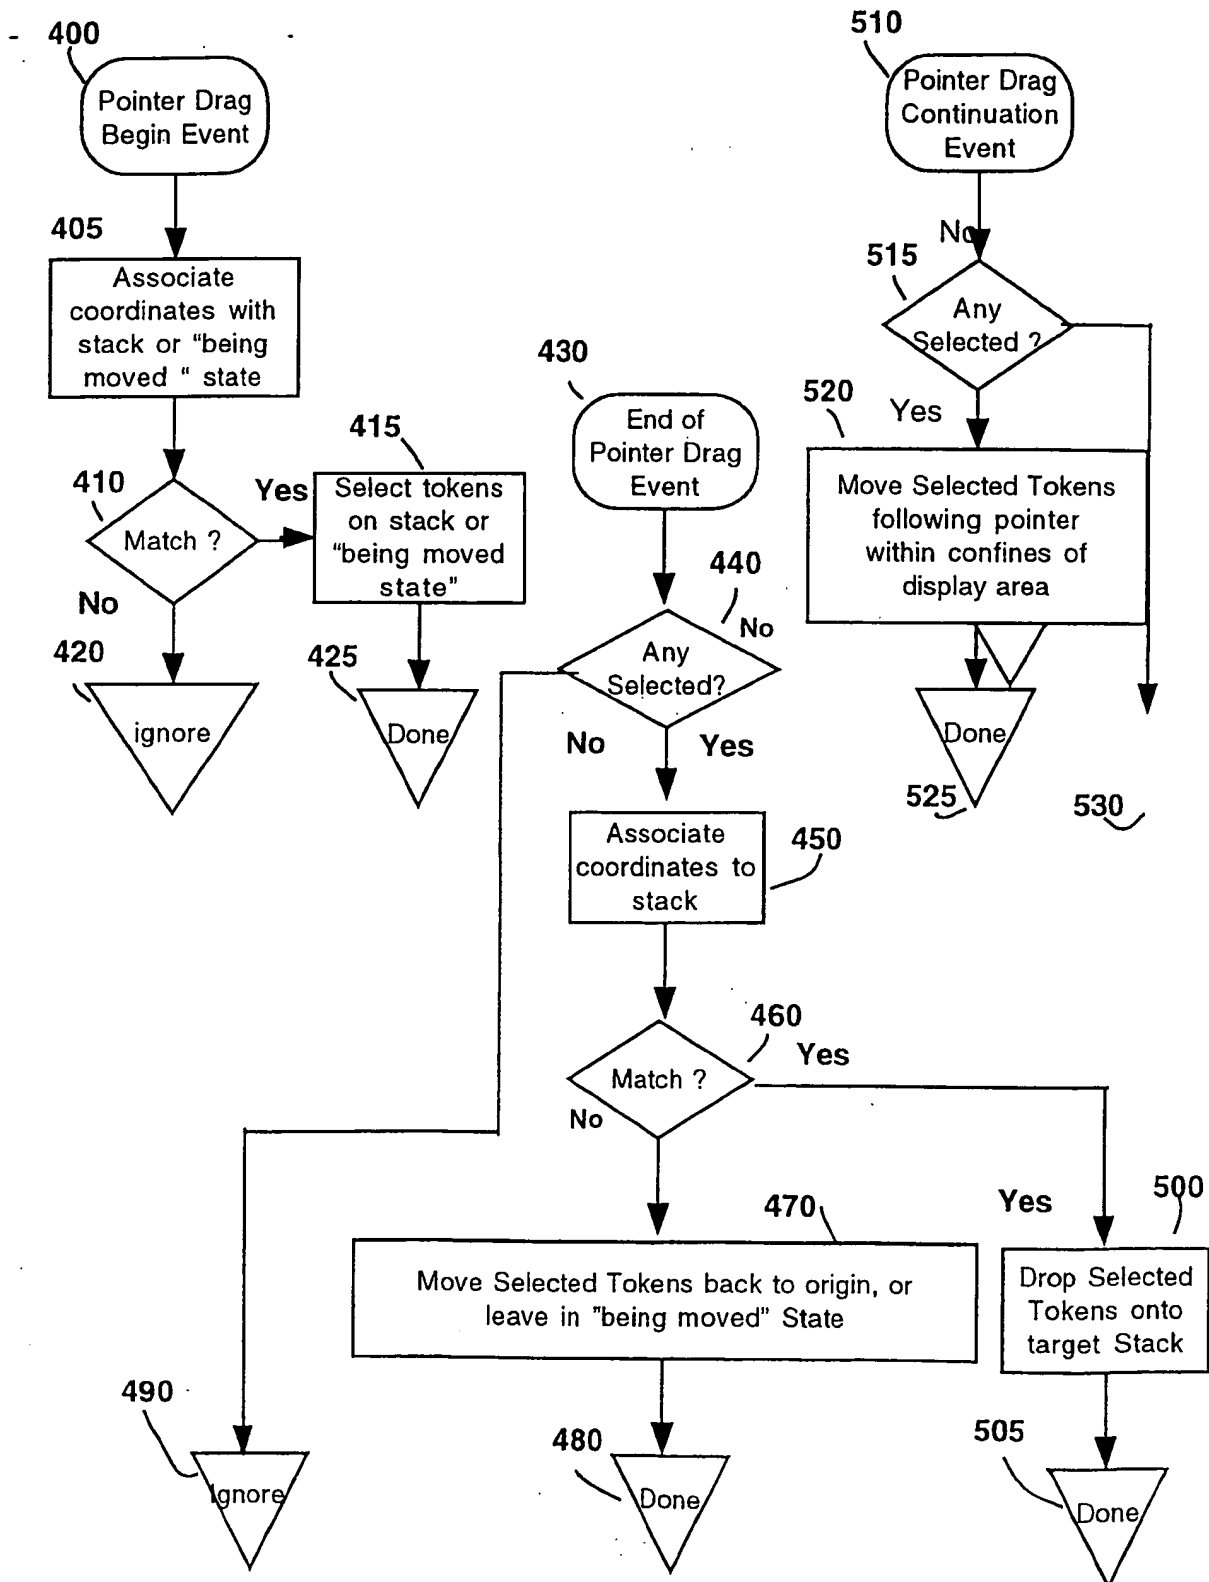 400
Pointer Drag
Begin Event
405
Associate
coordinates with
stack or "being
moved " state
410
Match ?
Yes
No
415
Select tokens
on stack or
"being moved
state"
420
ignore
425
Done
430
End of
Pointer Drag
Event
440
No
Any
Selected?
No
Yes
Associate
coordinates to
stack
450
460
Match ?
Yes
No
470
Move Selected Tokens back to origin, or
leave in "being moved" State
480
Done
490
Ignore
Yes
500
Drop Selected
Tokens onto
target Stack
505
Done
510
Pointer Drag
Continuation
Event
No
515
Any
Selected ?
Yes
520
Move Selected Tokens
following pointer
within confines of
display area
Done
525
530